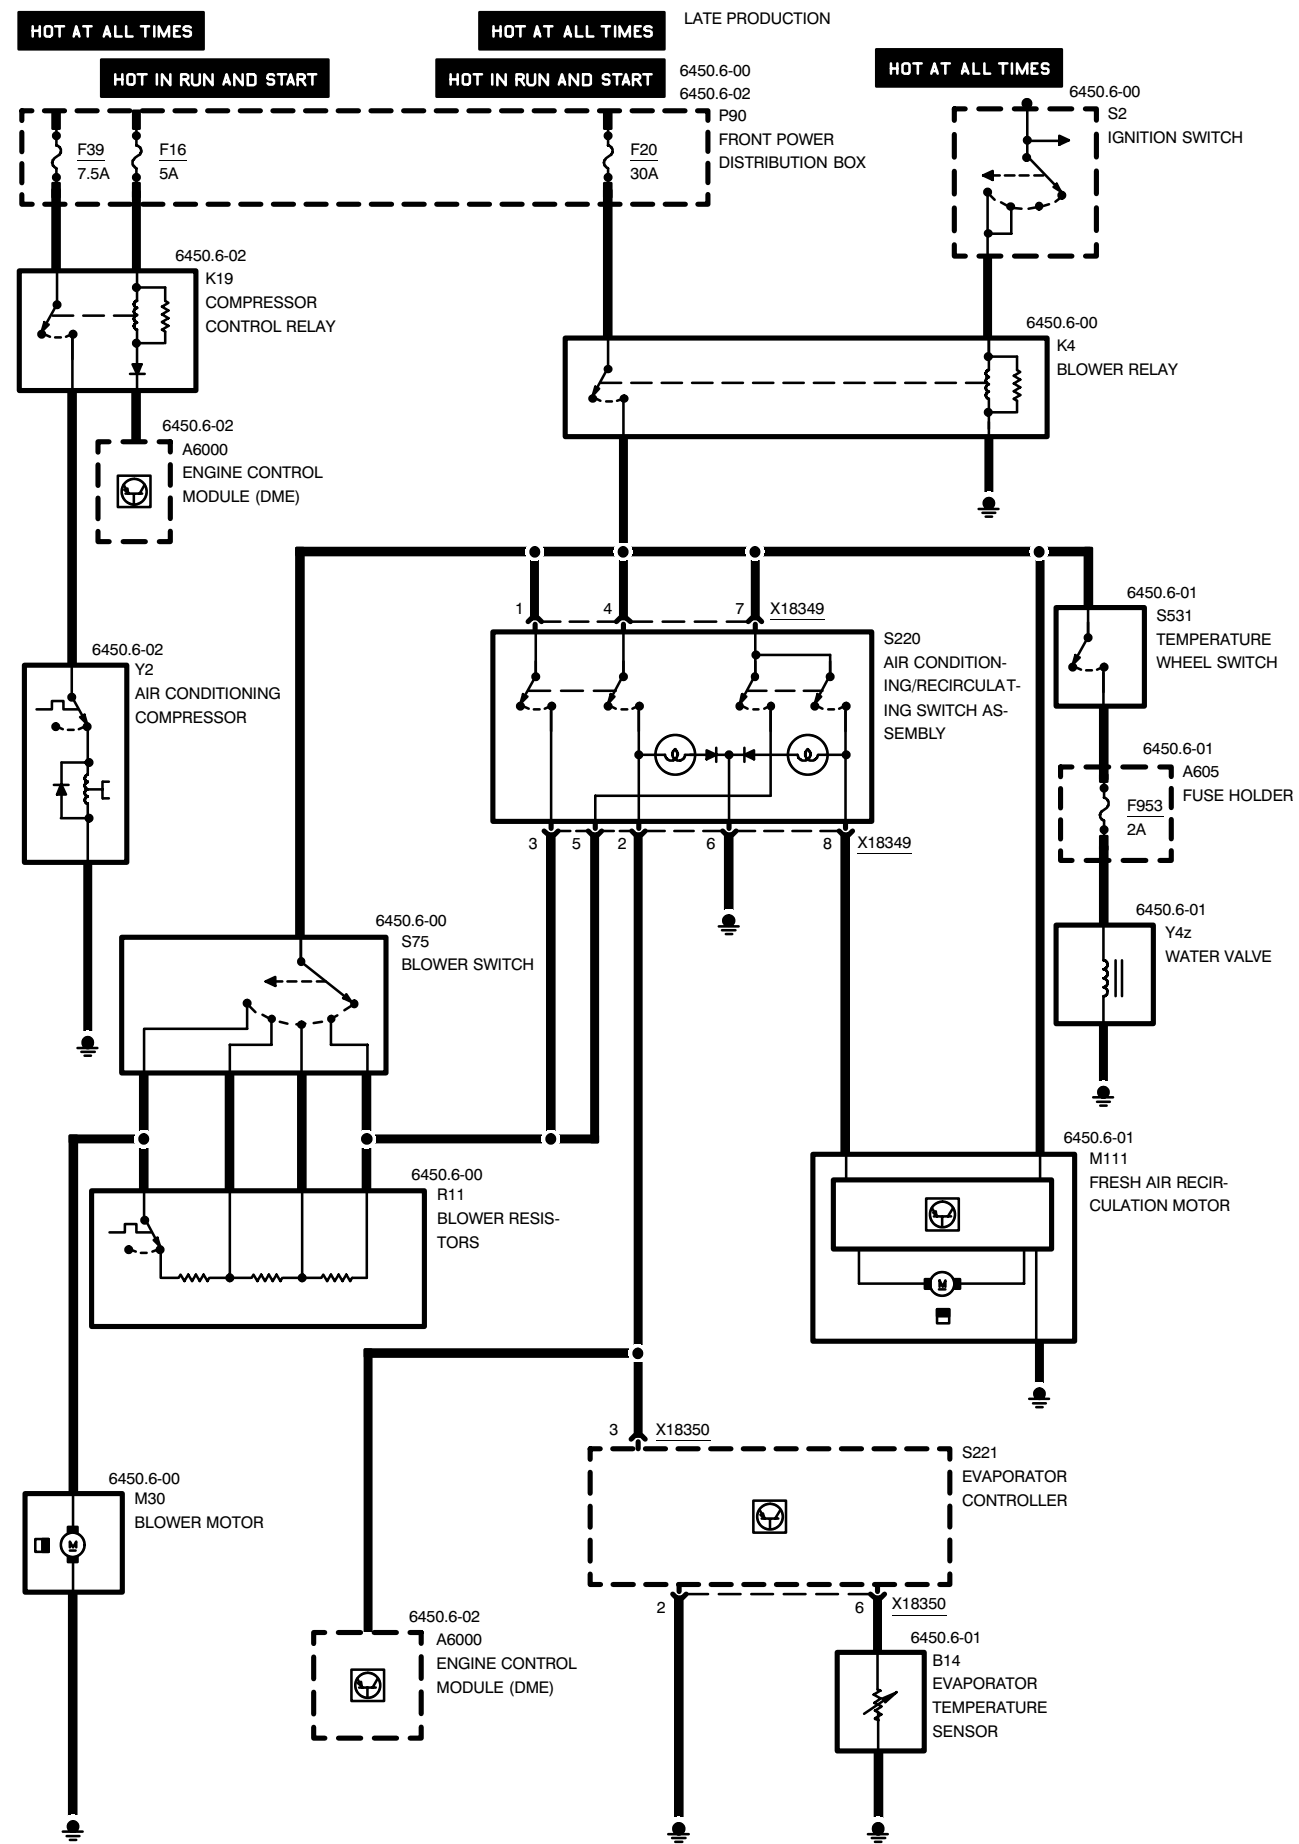 LATE PRODUCTION
HOT AT ALL TIMES
HOT AT ALL TIMES
HOT AT ALL TIMES
HOT IN RUN AND START
HOT IN RUN AND START
6450.6-00
6450.6-02
P90
FRONT POWER
DISTRIBUTION BOX
F39
7.5A
F16
5A
F20
30A
6450.6-00
S2
IGNITION SWITCH
6450.6-02
K19
COMPRESSOR
CONTROL RELAY
6450.6-00
K4
BLOWER RELAY
6450.6-02
A6000
ENGINE CONTROL
MODULE (DME)
1
4
7
X18349
6450.6-01
S531
TEMPERATURE
WHEEL SWITCH
S220
AIR CONDITION-
ING/RECIRCULAT-
ING SWITCH AS-
SEMBLY
6450.6-02
Y2
AIR CONDITIONING
COMPRESSOR
6450.6-01
A605
FUSE HOLDER
F953
2A
3
5
2
6
8
X18349
6450.6-00
S75
BLOWER SWITCH
6450.6-01
Y4z
WATER VALVE
6450.6-01
M111
FRESH AIR RECIR-
CULATION MOTOR
M
6450.6-00
R11
BLOWER RESIS-
TORS
3
X18350
S221
EVAPORATOR
CONTROLLER
6450.6-00
M30
BLOWER MOTOR
M
2
6
X18350
6450.6-02
A6000
ENGINE CONTROL
MODULE (DME)
6450.6-01
B14
EVAPORATOR
TEMPERATURE
SENSOR